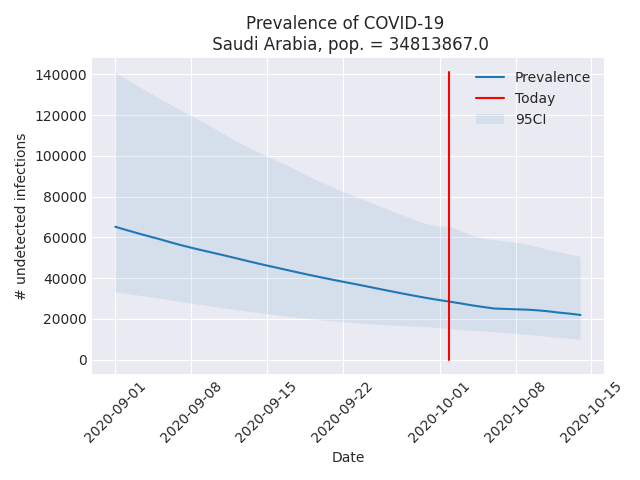 Prevalence of COVID-19
Saudi Arabia, pop. = 34813867.0
Prevalence
Today
95CI
140000
120000
100000
80000
60000
40000
20000
0
# undetected infections
2020-09-01
2020-09-08
2020-09-15
2020-09-22
2020-10-01
2020-10-08
2020-10-15
Date